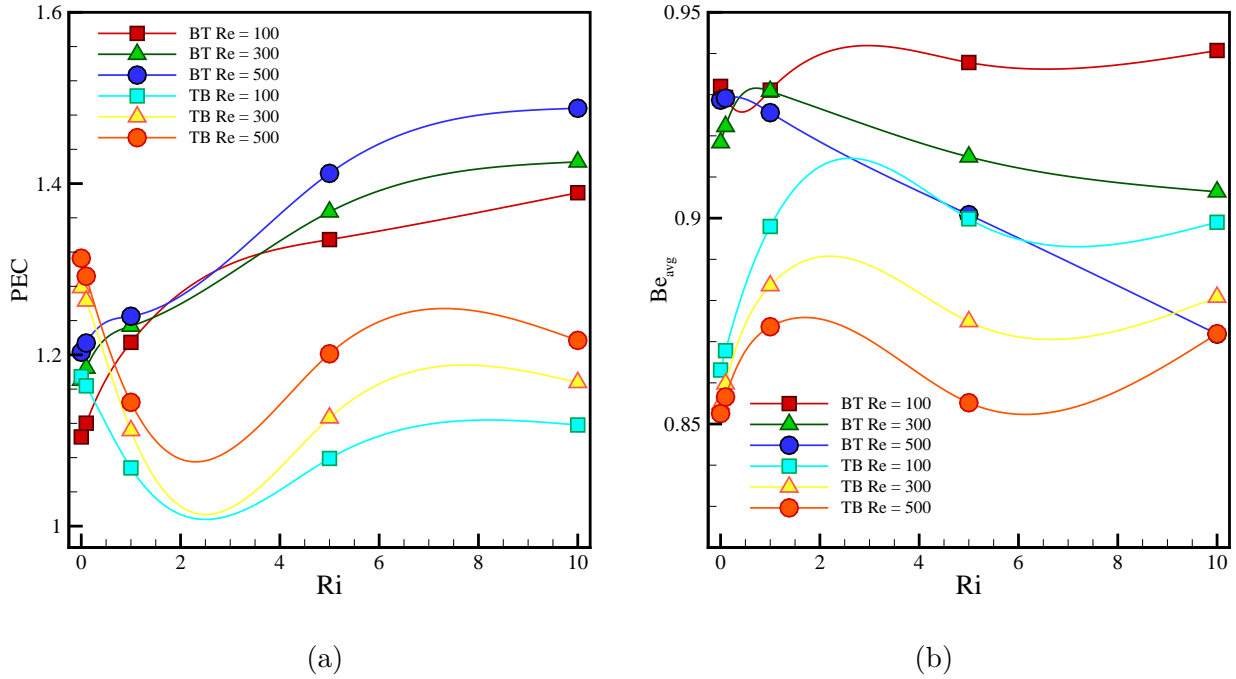 1.6
1.4
1.2
1
PEC
BT Re = 100
BT Re = 300
BT Re = 500
TB Re = 100
TB Re = 300
TB Re = 500
0 2 4 6 8 10
Ri
(a)
0.95
0.9
0.85
Be_avg
BT Re = 100
BT Re = 300
BT Re = 500
TB Re = 100
TB Re = 300
TB Re = 500
0 2 4 6 8 10
Ri
(b)